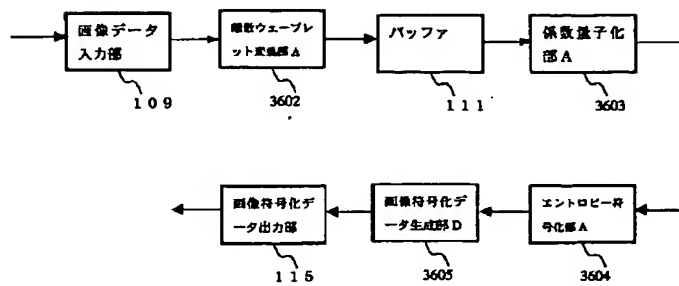 画像データ
入力部
離散ウェーブレ
ット変換部A
バッファ
係数量子化
部A
109
3602
111
3603
画像符号化デ
ータ出力部
画像符号化デ
ータ生成部D
エントロピー符
号化部A
115
3605
3604